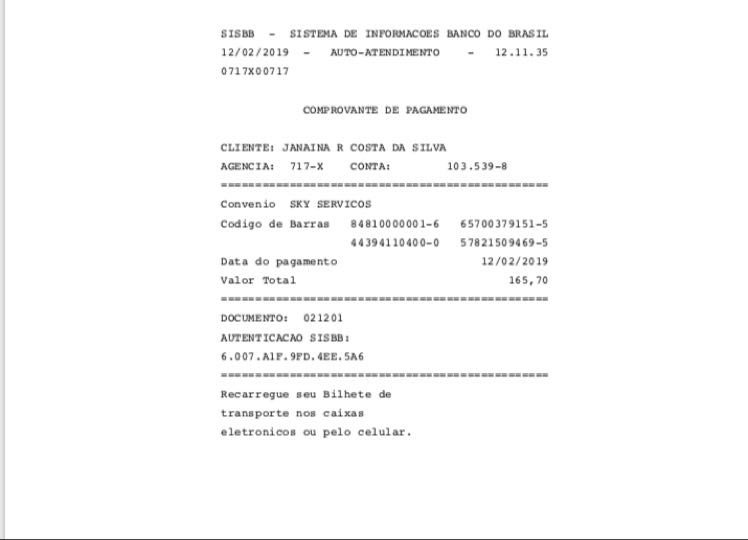 SISBB - SISTEMA DE INFORMACOES BANCO DO BRASIL
12/02/2019 - AUTO-ATENDIMENTO - 12.11.35
0717X00717
COMPROVANTE DE PAGAMENTO
CLIENTE: JANAINA R COSTA DA SILVA
AGENCIA: 717-X CONTA: 103.539-8
================================================
Convenio SKY SERVICOS
Codigo de Barras 84810000001-6 65700379151-5
44394110400-0 57821509469-5
Data do pagamento 12/02/2019
Valor Total 165,70
================================================
DOCUMENTO: 021201
AUTENTICACAO SISBB:
6.007.A1F.9FD.4EE.5A6
================================================
Recarregue seu Bilhete de
transporte nos caixas
eletronicos ou pelo celular.